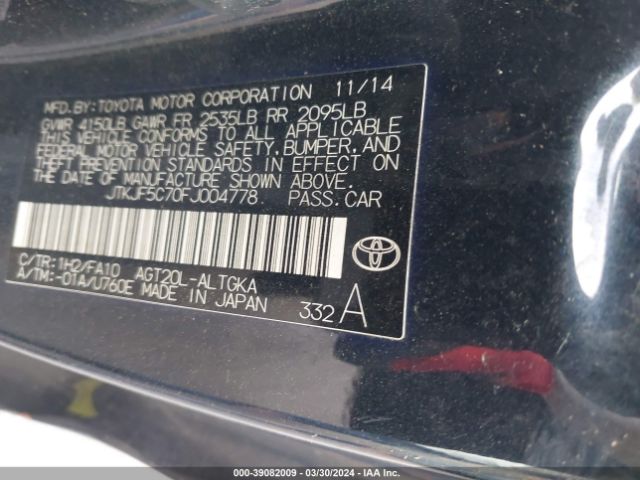 MFD. BY: TOYOTA MOTOR CORPORATION 11/14
GVWR 4150LB GAWR FR 2535LB RR 2095LB
THIS VEHICLE CONFORMS TO ALL APPLICABLE
FEDERAL MOTOR VEHICLE SAFETY, BUMPER, AND
THEFT PREVENTION STANDARDS IN EFFECT ON
THE DATE OF MANUFACTURE SHOWN ABOVE.
JTKJF5C70FJ004778. PASS.CAR
C/TR:1H2/FA10 AGT20L-ALTGKA
A/TM:-01A/U760E MADE IN JAPAN
332 A
000-39082009 // 03/30/2024 // IAA, Inc.